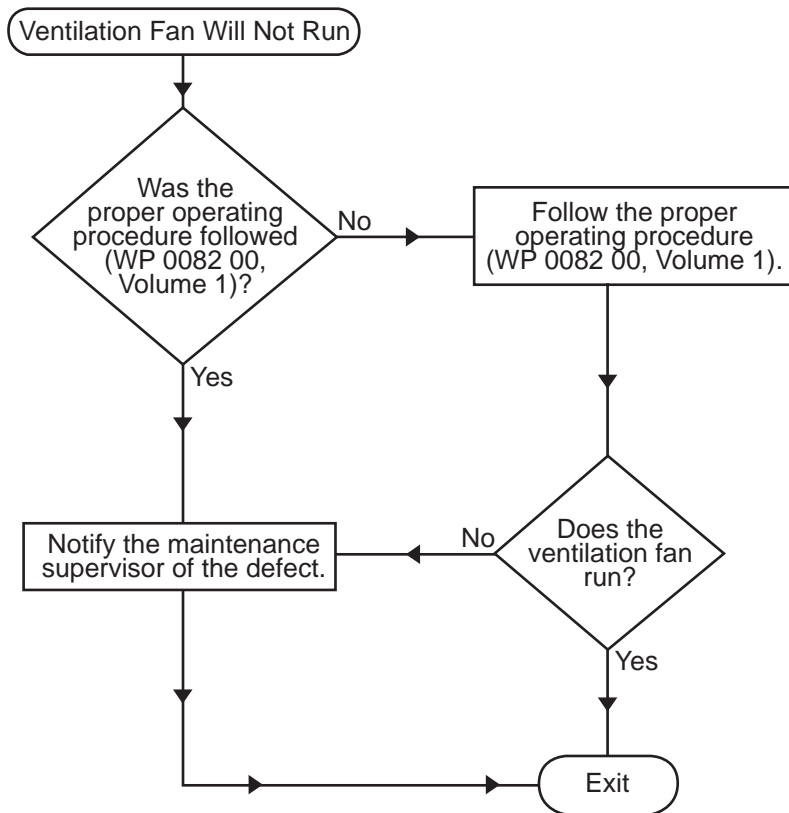 Ventilation Fan Will Not Run
Was the
proper operating
procedure followed
(WP 0082 00,
Volume 1)?
No
Follow the proper
operating procedure
(WP 0082 00, Volume 1).
Yes
Notify the maintenance
supervisor of the defect.
No
Does the
ventilation fan
run?
Yes
Exit